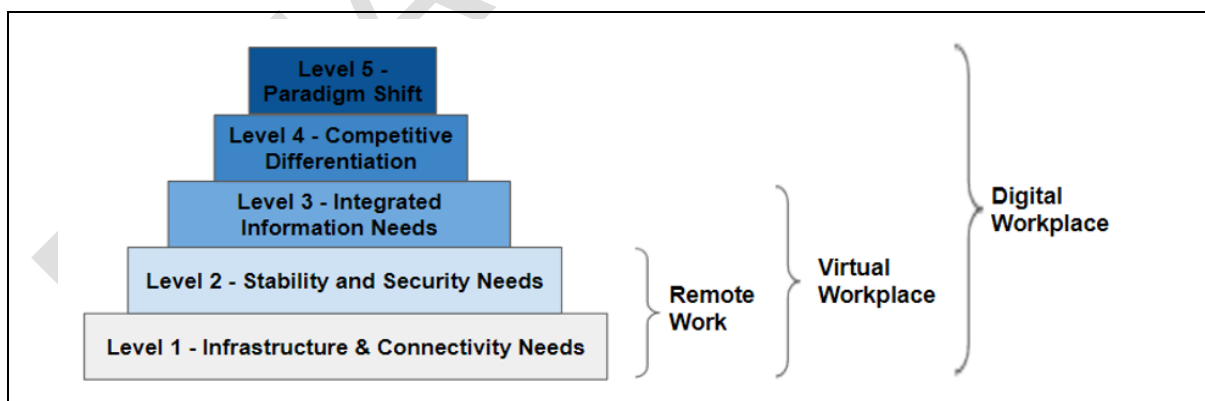 Level 5 -
Paradigm Shift
Level 4 - Competitive
Differentiation
Level 3 - Integrated
Information Needs
Level 2 - Stability and Security Needs
Level 1 - Infrastructure & Connectivity Needs
Remote
Work
Virtual
Workplace
Digital
Workplace